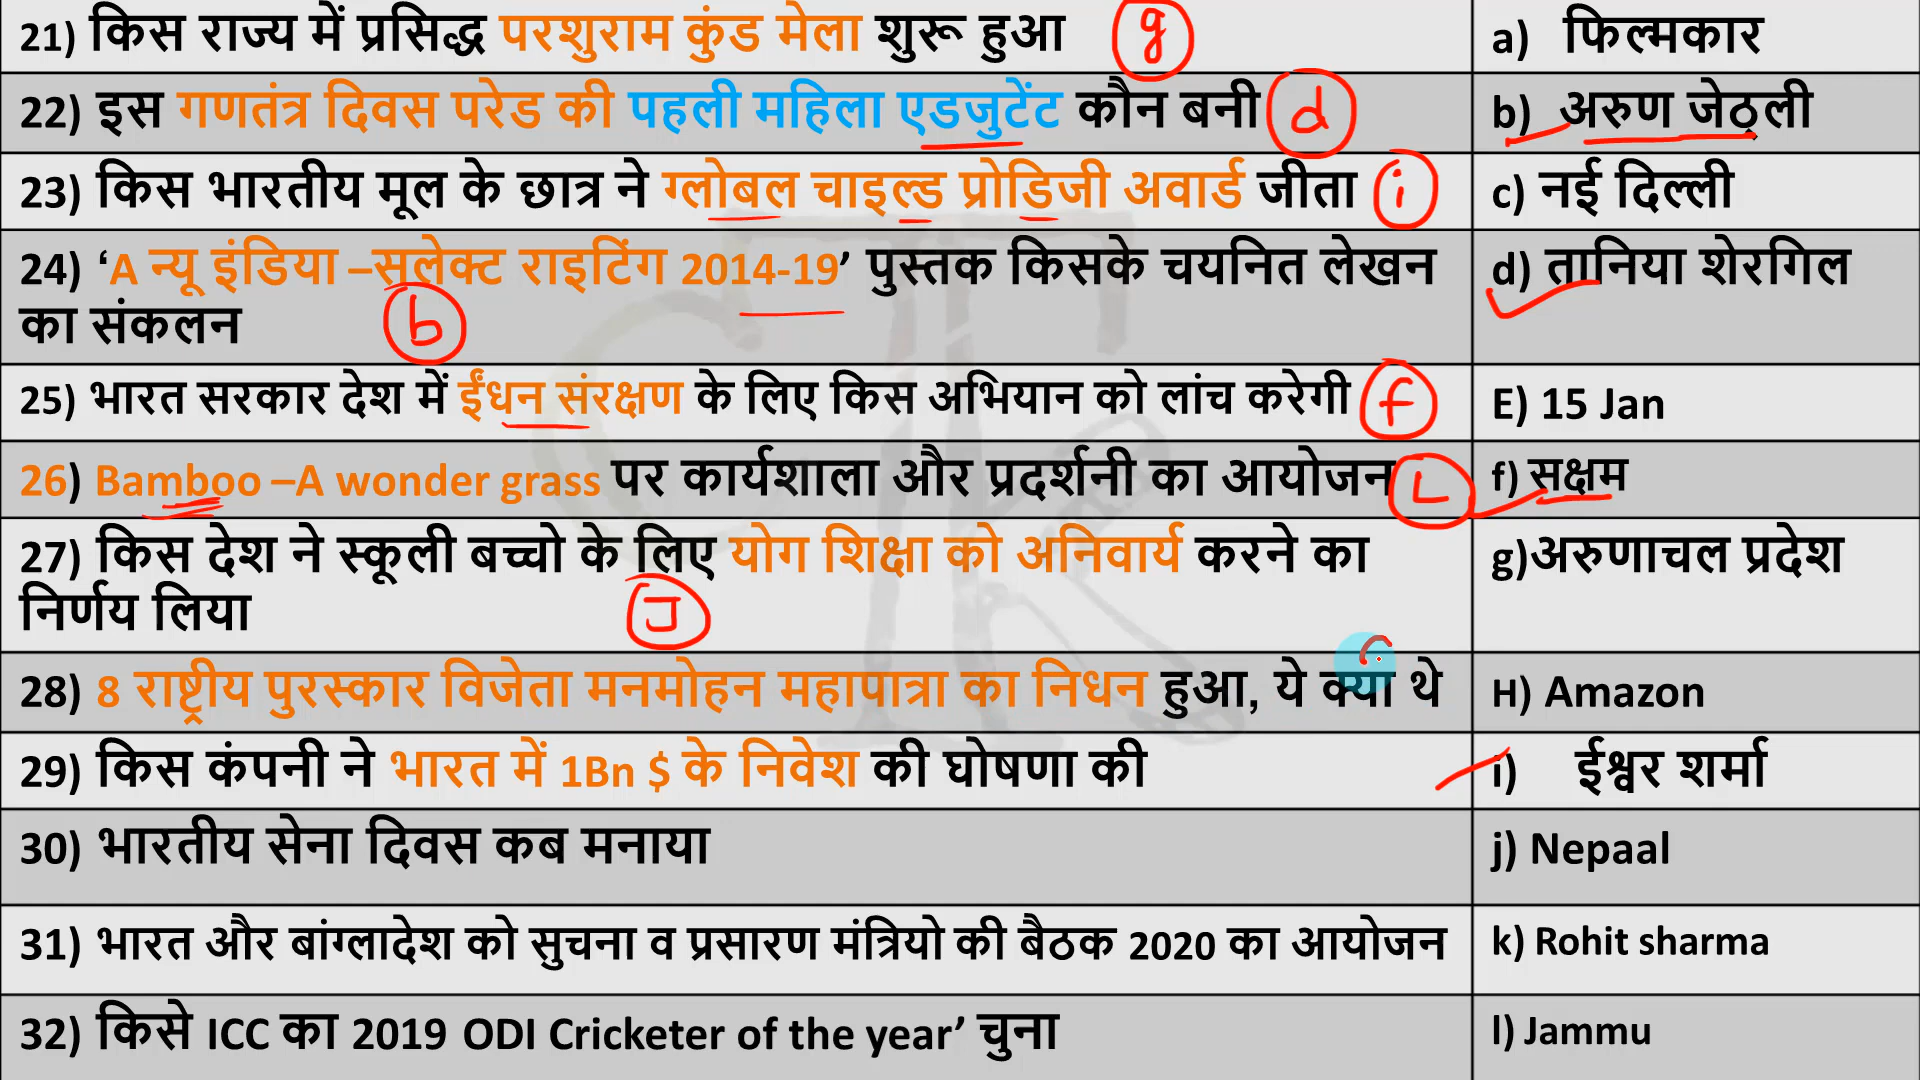 21) किस राज्य में प्रसिद्ध परशुराम कुंड मेला शुरू हुआ g
a) फिल्मकार
22) इस गणतंत्र दिवस परेड की पहली महिला एडजुटेंट कौन बनी d
b) अरुण जेठ्ली
23) किस भारतीय मूल के छात्र ने ग्लोबल चाइल्ड प्रोडिजी अवार्ड जीता i
c) नई दिल्ली
24) ‘A न्यू इंडिया –सलेक्ट राइटिंग 2014-19’ पुस्तक किसके चयनित लेखन
का संकलन b
d) तानिया शेरगिल
25) भारत सरकार देश में ईंधन संरक्षण के लिए किस अभियान को लांच करेगी f
E) 15 Jan
26) Bamboo –A wonder grass पर कार्यशाला और प्रदर्शनी का आयोजन L
f) सक्षम
27) किस देश ने स्कूली बच्चो के लिए योग शिक्षा को अनिवार्य करने का
निर्णय लिया J
g)अरुणाचल प्रदेश
28) 8 राष्ट्रीय पुरस्कार विजेता मनमोहन महापात्रा का निधन हुआ, ये क्या थे
H) Amazon
29) किस कंपनी ने भारत में 1Bn $ के निवेश की घोषणा की
i) ईश्वर शर्मा
30) भारतीय सेना दिवस कब मनाया
j) Nepaal
31) भारत और बांग्लादेश को सुचना व प्रसारण मंत्रियो की बैठक 2020 का आयोजन
k) Rohit sharma
32) किसे ICC का 2019 ODI Cricketer of the year’ चुना
l) Jammu